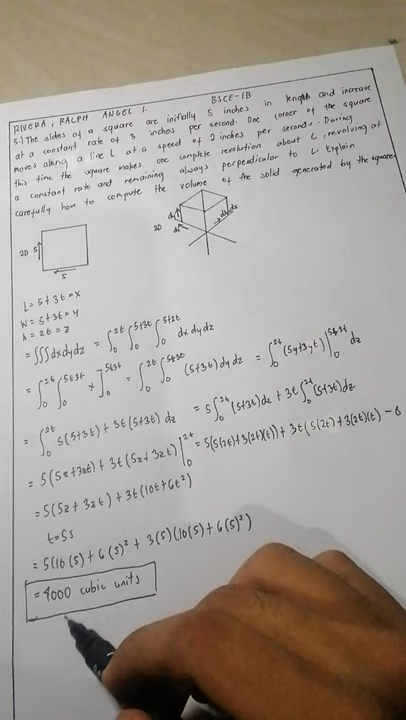 RIVERA, RALPH ANGEL I. BSCE-1B
5.) The sides of a square are initially 5 inches in length and increase
at a constant rate of 3 inches per second. One corner of the square
moves along a line L at a speed of 2 inches per second. During
this time the square makes one complete revolution about L, revolving at
a constant rate and remaining always perpendicular to L. Explain
carefully how to compute the volume of the solid generated by the square.
2D 5 5
2D dy dx
L = 5+3t = x
W = 5+3t = y
h = 2t = z
= ∫∫∫ dx dy dz = ∫₀^2t ∫₀^5+3t ∫₀^5+3t dx dy dz
= ∫₀^2t ∫₀^5+3t x]₀^5+3t = ∫₀^2t ∫₀^5+3t (5+3t) dy dz = ∫₀^2t (5y+3yt)|₀^5+3t dz
= ∫₀^2t 5(5+3t) + 3t(5+3t) dz = 5∫₀^2t (5+3t)dz + 3t∫₀^2t (5+3t)dz
= 5(5z+3zt) + 3t(5z+3zt)|₀^2t = 5(5(2t)+3(2t)(t)) + 3t(5(2t)+3(2t)(t) - 0
= 5(5z+3zt) + 3t(10t+6t²)
t = 5s
= 5(10(5) + 6(5)² + 3(5)(10(5) + 6(5)²)
= 4000 cubic units